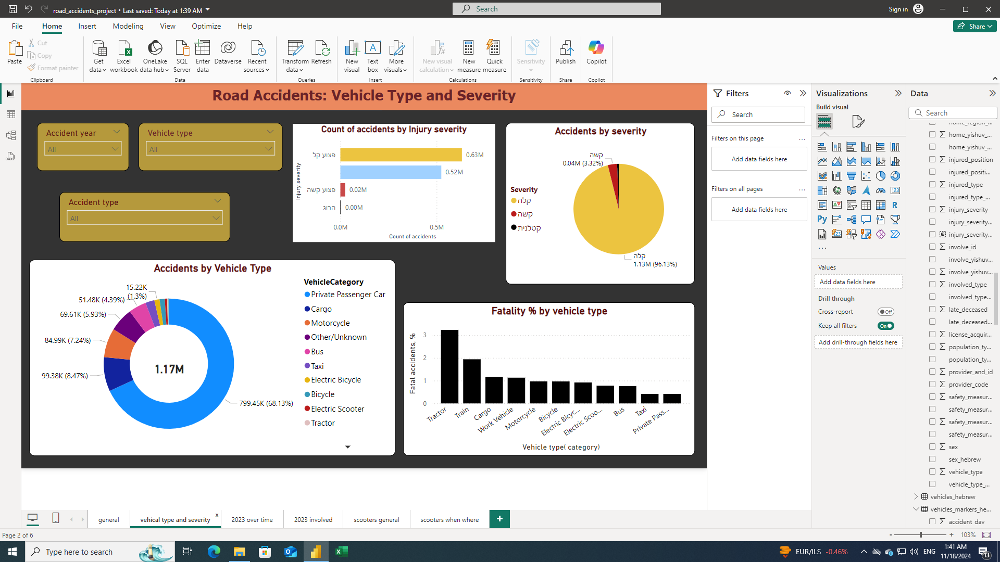 road_accidents_project • Last saved: Today at 1:39 AM
Search
Sign in
File
Home
Insert
Modeling
View
Optimize
Help
Share
Paste
Cut
Copy
Format painter
Clipboard
Get data
Excel workbook
OneLake data hub
SQL Server
Enter data
Dataverse
Recent sources
Data
Transform data
Refresh
Queries
New visual
Text box
More visuals
Insert
New visual calculation
New measure
Quick measure
Calculations
Sensitivity
Sensitivity
Publish
Share
Copilot
Copilot
Road Accidents: Vehicle Type and Severity
Accident year
All
Vehicle type
All
Accident type
All
Count of accidents by Injury severity
Injury severity
פצוע קל
0.63M
0.52M
פצוע קשה
0.02M
הרוג
0.00M
0.0M
0.5M
Count of accidents
Accidents by severity
קשה
0.04M (3.32%)
Severity
קלה
קשה
קטלנית
קלה
1.13M (96.13%)
Accidents by Vehicle Type
15.22K
(1.3%)
51.48K (4.39%)
69.61K (5.93%)
84.99K (7.24%)
99.38K (8.47%)
1.17M
799.45K (68.13%)
VehicleCategory
Private Passenger Car
Cargo
Motorcycle
Other/Unknown
Bus
Taxi
Electric Bicycle
Bicycle
Electric Scooter
Tractor
Fatality % by vehicle type
Fatal accidents, %
3
2
1
0
Tractor
Train
Cargo
Work Vehicle
Motorcycle
Bicycle
Electric Bicyc...
Electric Scoo...
Bus
Taxi
Private Pass...
Vehicle type( category)
Filters
Search
Filters on this page
...
Add data fields here
Filters on all pages
...
Add data fields here
Visualizations
Build visual
R
Py
123
...
Values
Add data fields here
Drill through
Cross-report
Off
Keep all filters
On
Add drill-through fields here
Data
Search
home_region_...
home_yishuv_...
home_yishuv_...
injured_position
injured_positi...
injured_type
injured_type_...
injury_severity
injury_severity...
injury_severity...
involve_id
involve_yishuv...
involve_yishuv...
involved_type
involved_type...
late_deceased
late_deceased...
license_acquir...
population_ty...
population_ty...
provider_and_id
provider_code
safety_measur...
safety_measur...
safety_measur...
safety_measur...
sex
sex_hebrew
vehicle_type
vehicle_type_...
vehicles_hebrew
vehicles_markers_he...
accident_day
general
vehical type and severity
x
2023 over time
2023 involved
scooters general
scooters when where
+
Page 2 of 6
- + 103%
Type here to search
EUR/ILS -0.46%
ENG
1:41 AM
11/18/2024
13